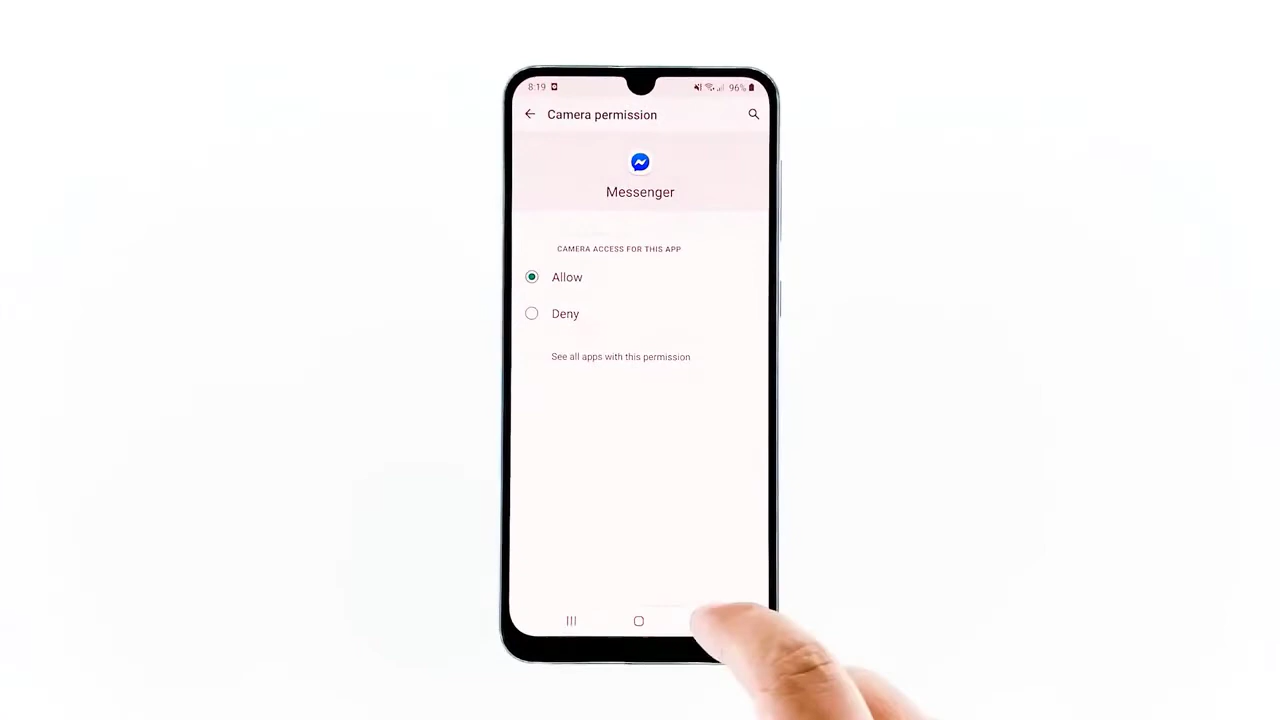 8:19 96%
Camera permission
Messenger
CAMERA ACCESS FOR THIS APP
Allow
Deny
See all apps with this permission